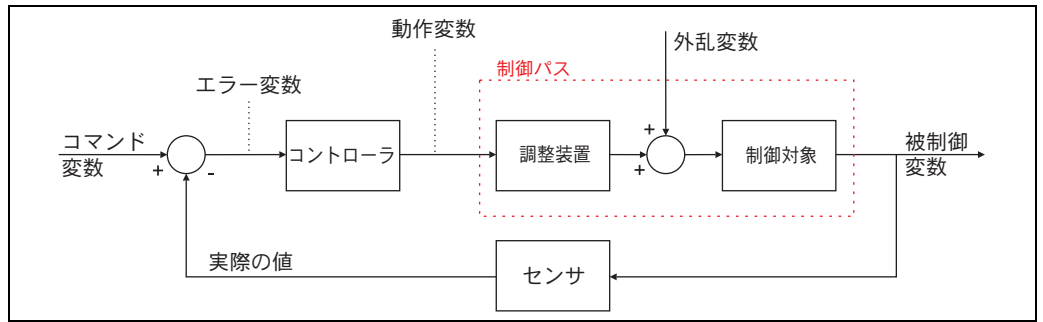 動作変数
外乱変数
制御パス
エラー変数
コマンド
変数
+
-
コントローラ
調整装置
+
+
制御対象
被制御
変数
実際の値
センサ